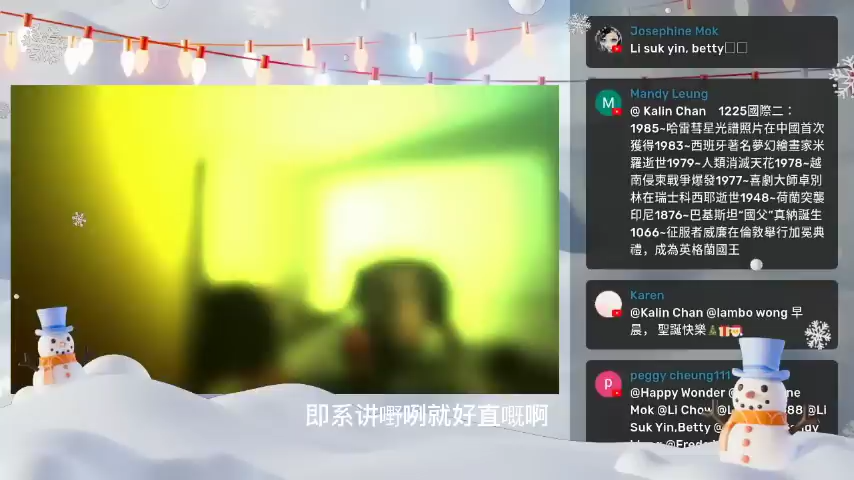 Josephine Mok
Li suk yin, betty
M
Mandy Leung
@ Kalin Chan 1225國際二：
1985~哈雷彗星光譜照片在中國首次
獲得1983~西班牙著名夢幻繪畫家米
羅逝世1979~人類消滅天花1978~越
南侵柬戰爭爆發1977~喜劇大師卓別
林在瑞士科西耶逝世1948~荷蘭突襲
印尼1876~巴基斯坦“國父”真納誕生
1066~征服者威廉在倫敦舉行加冕典
禮，成為英格蘭國王
Karen
@Kalin Chan @lambo wong 早
晨， 聖誕快樂
p
peggy cheung111
@Happy Wonder
Mok @Li Chow 88 @Li
Suk Yin,Betty
即系讲嘢咧就好直嘅啊